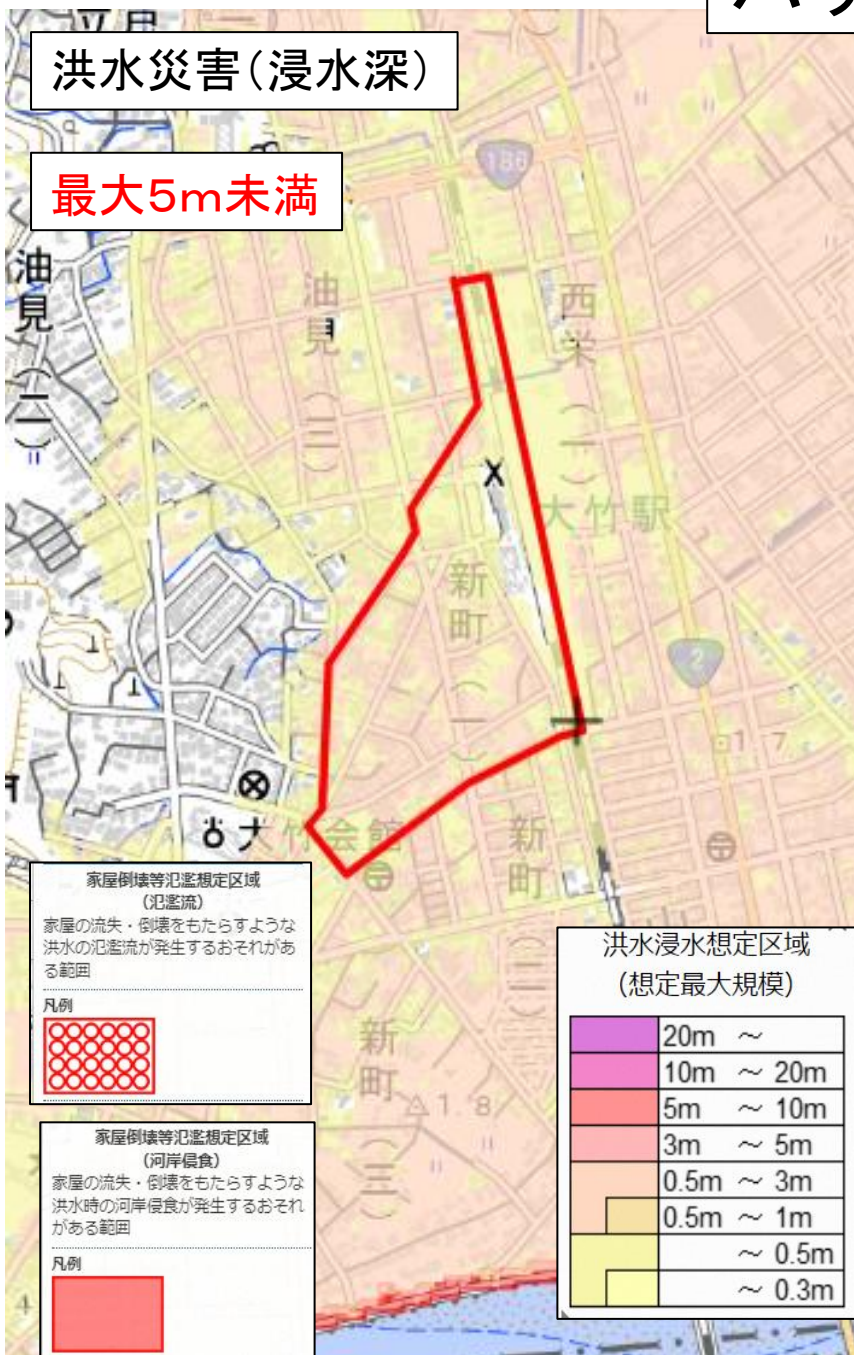 洪水災害(浸水深)
最大5m未満
186
油見(二)
油見(三)
西栄(一)
大竹駅
新町(一)
2
1.7
大竹会館
新町(二)
新町(三)
1.8
4
家屋倒壊等氾濫想定区域
(氾濫流)
家屋の流失・倒壊をもたらすような
洪水の氾濫流が発生するおそれがあ
る範囲
凡例
家屋倒壊等氾濫想定区域
(河岸侵食)
家屋の流失・倒壊をもたらすような
洪水時の河岸侵食が発生するおそれ
がある範囲
凡例
洪水浸水想定区域
(想定最大規模)
20m ～
10m ～ 20m
5m ～ 10m
3m ～ 5m
0.5m ～ 3m
0.5m ～ 1m
～ 0.5m
～ 0.3m